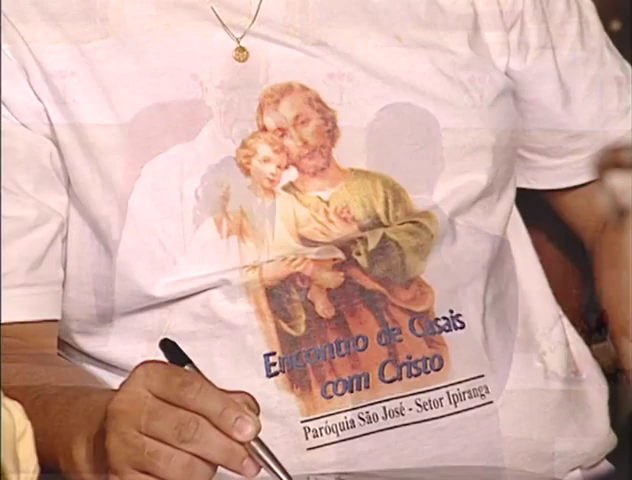 Encontro de Casais
com Cristo
Paróquia São José - Setor Ipiranga